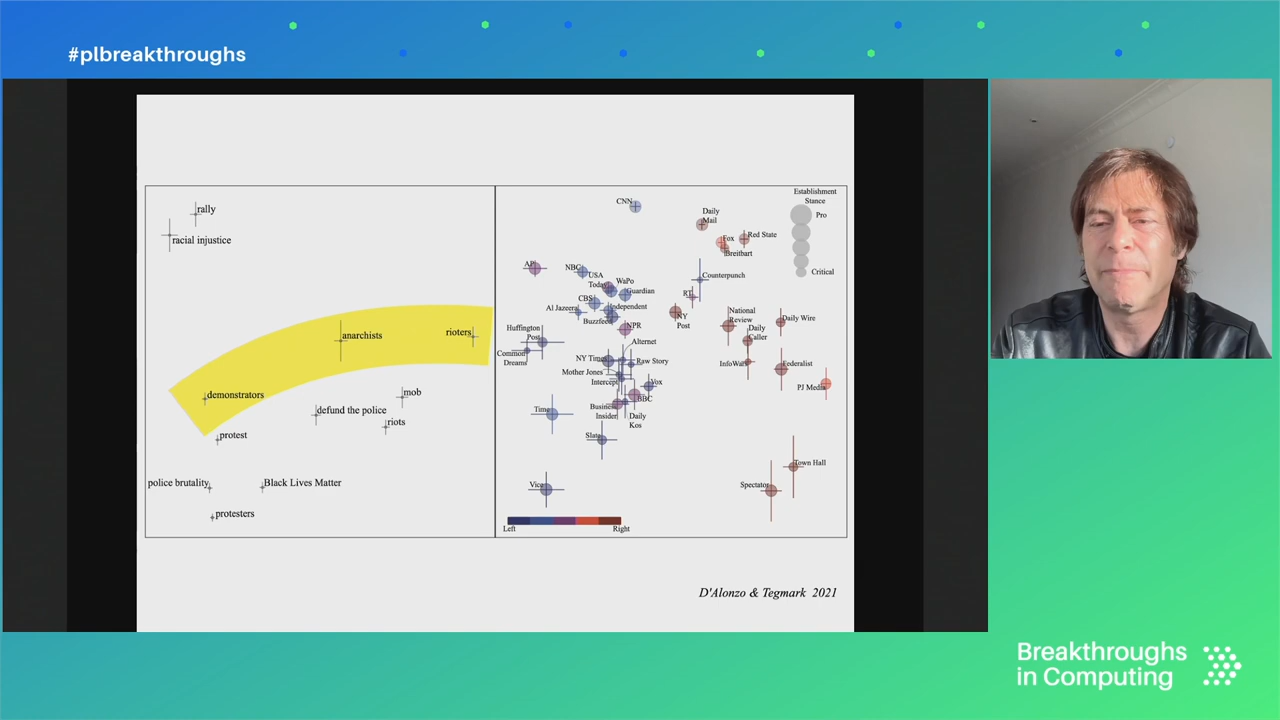 #plbreakthroughs
rally
racial injustice
anarchists
rioters
demonstrators
mob
defund the police
riots
protest
police brutality
Black Lives Matter
protesters
CNN
Establishment
Stance
Pro
Critical
Daily
Mail
Fox
Red State
Breitbart
AP
NBC
USA
Today
WaPo
Guardian
Counterpunch
RT
CBS
Al Jazeera
Independent
Buzzfeed
NPR
NY
Post
National
Review
Daily Wire
Daily
Caller
Huffington
Post
Common
Dreams
Alternet
NY Times
Raw Story
Mother Jones
Intercept
Vox
InfoWars
Federalist
PJ Media
BBC
Business
Insider
Daily
Kos
Time
Slate
Town Hall
Vice
Spectator
Left
Right
D'Alonzo & Tegmark 2021
Breakthroughs
in Computing